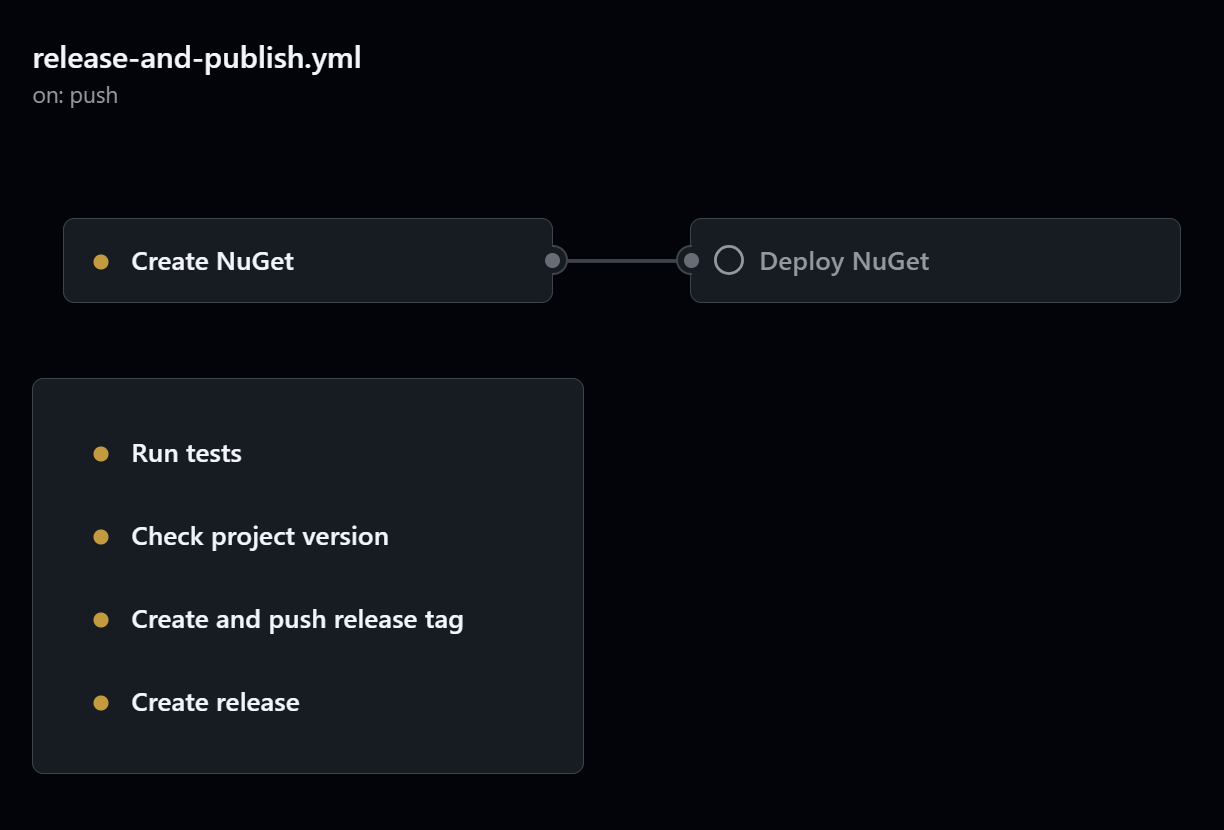 release-and-publish.yml
on: push
Create NuGet
Deploy NuGet
Run tests
Check project version
Create and push release tag
Create release